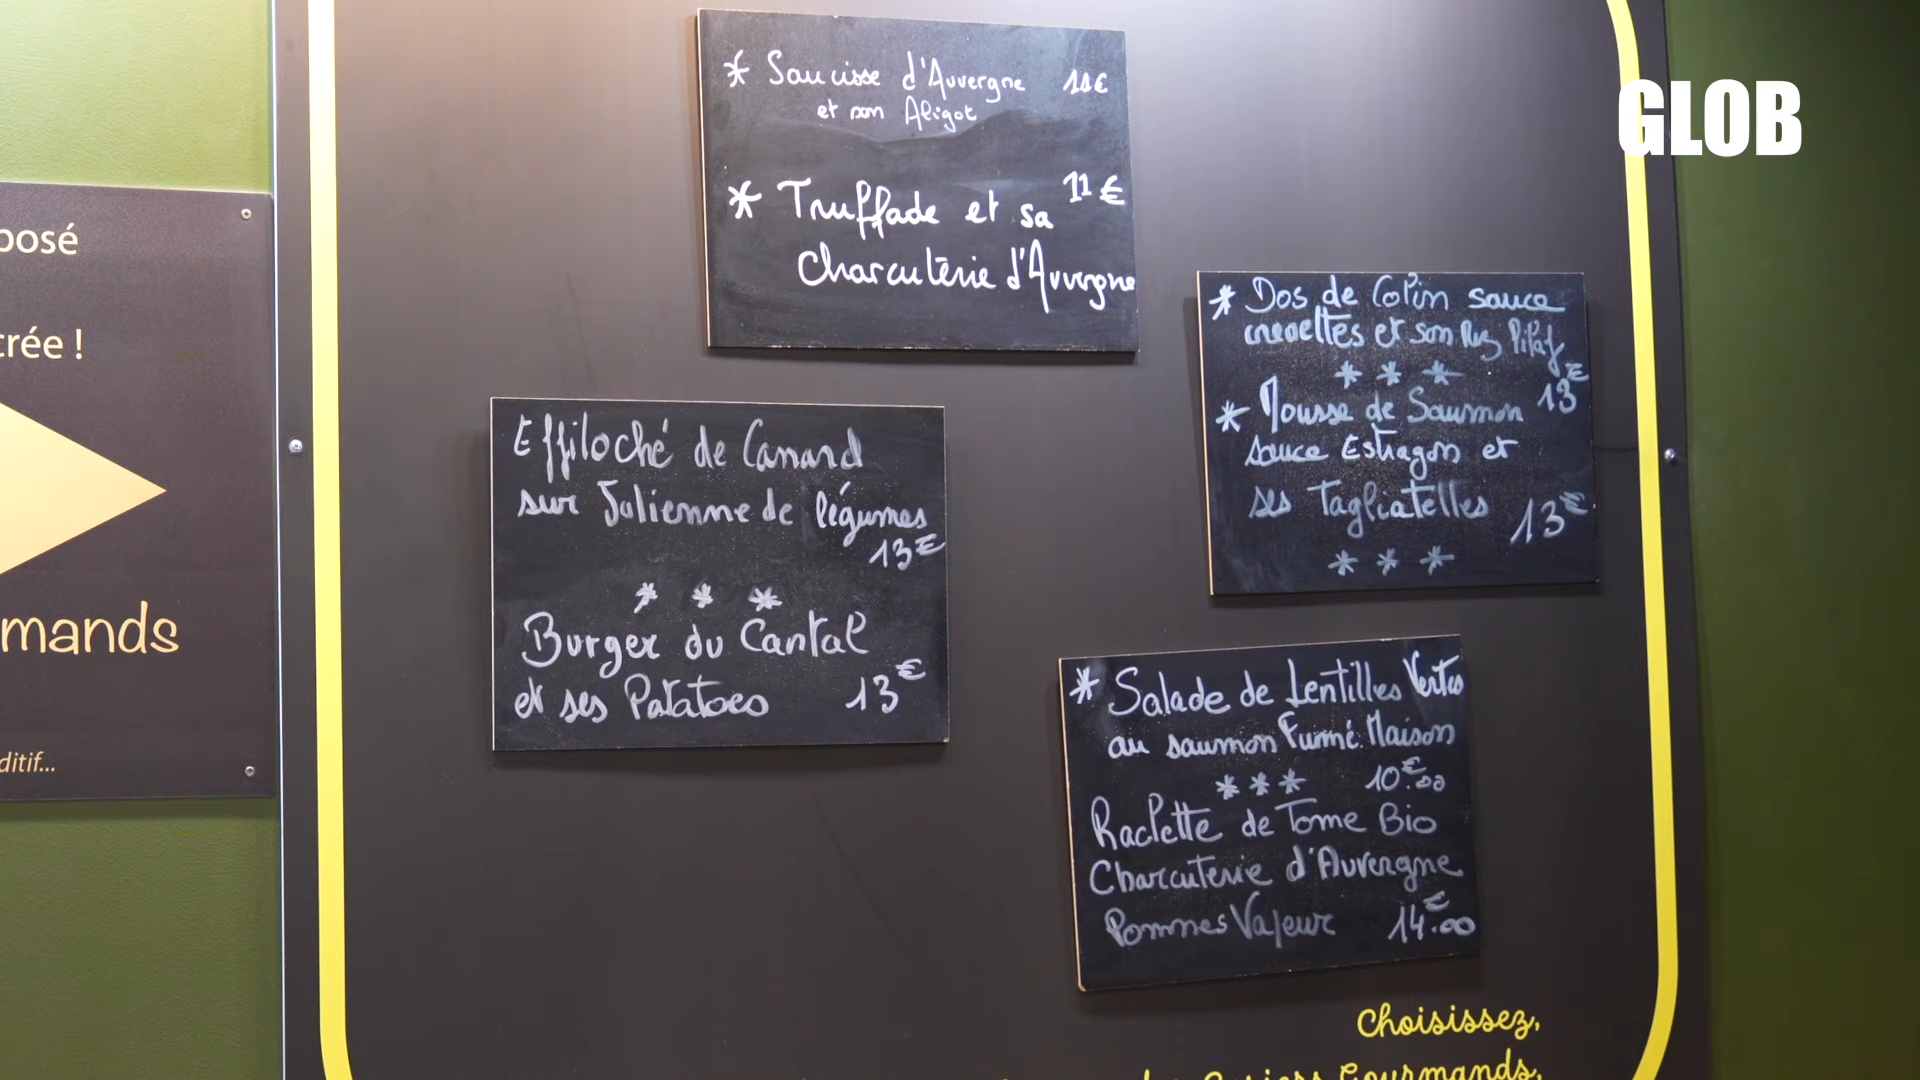 GLOB
* Saucisse d'Auvergne 11€
et son Aligot
* Truffade et sa 11€
Charcuterie d'Auvergne
* Dos de Colin sauce
crevettes et son Riz Pilaf
* * * 13€
* Mousse de Saumon
sauce Estragon et
ses Tagliatelles 13€
* * *
Effiloché de Canard
sur Julienne de légumes
13€
* * *
Burger du Cantal
et ses Patatoes 13€
* Salade de Lentilles Vertes
au saumon Fumé Maison
* * * 10€.00
Raclette de Tome Bio
Charcuterie d'Auvergne
Pommes Vapeur 14€.00
posé
crée !
mands
ditif...
Choisissez,
Gourmands,